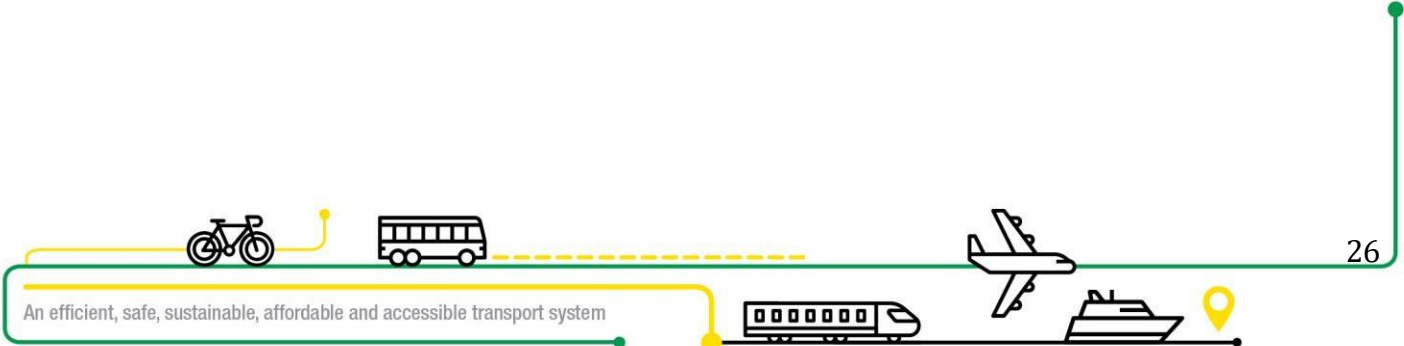 26
An efficient, safe, sustainable, affordable and accessible transport system